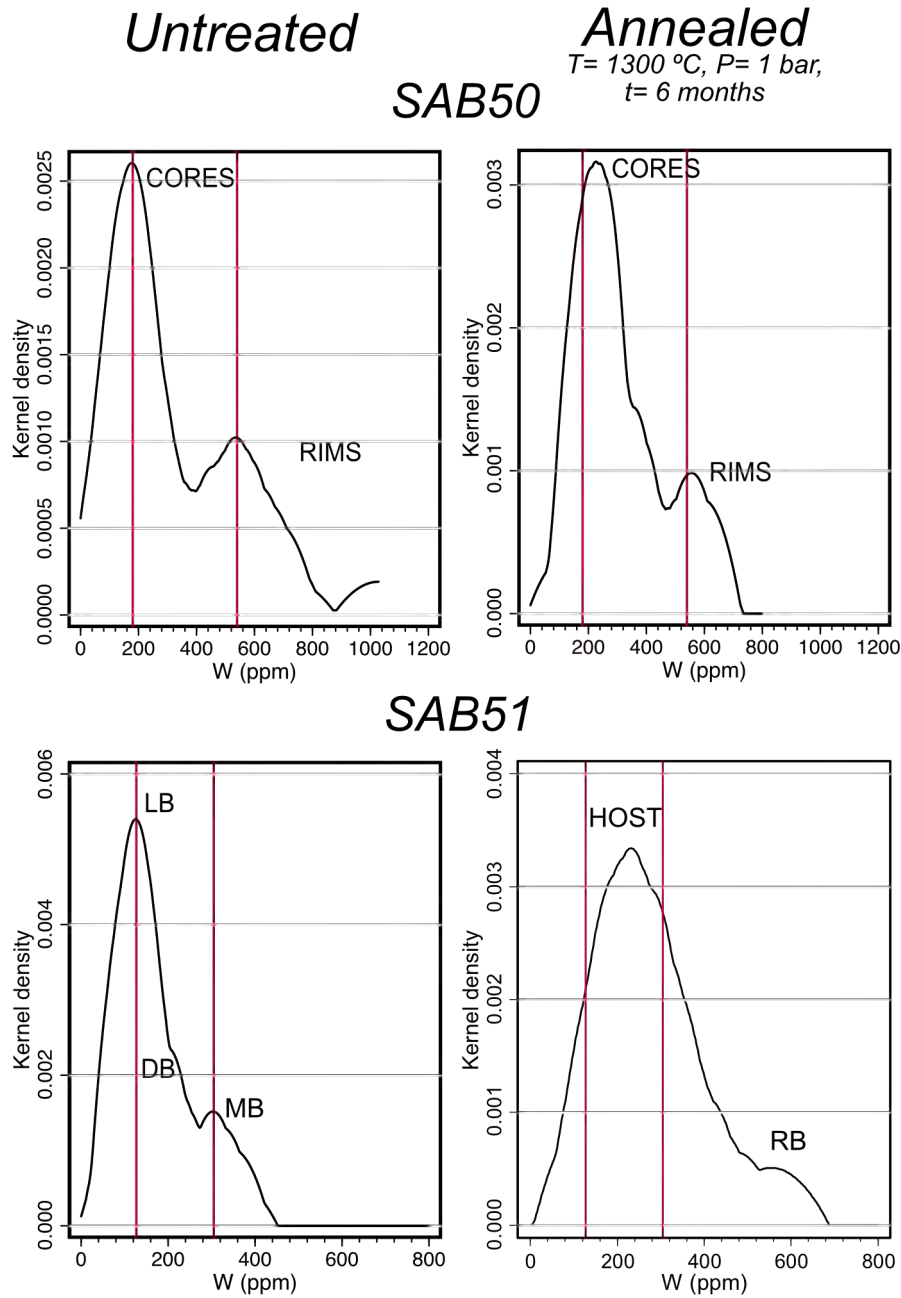 Untreated
Annealed
T= 1300 ºC, P= 1 bar,
t= 6 months
SAB50
0.0025
0.0020
0.0015
0.0010
0.0005
0.0000
Kernel density
CORES
RIMS
0 200 400 600 800 1000 1200
W (ppm)
0.003
0.002
0.001
0.000
Kernel density
CORES
RIMS
0 200 400 600 800 1000 1200
W (ppm)
SAB51
0.006
0.004
0.002
0.000
Kernel density
LB
DB
MB
0 200 400 600 800
W (ppm)
0.004
0.003
0.002
0.001
0.000
Kernel density
HOST
RB
0 200 400 600 800
W (ppm)